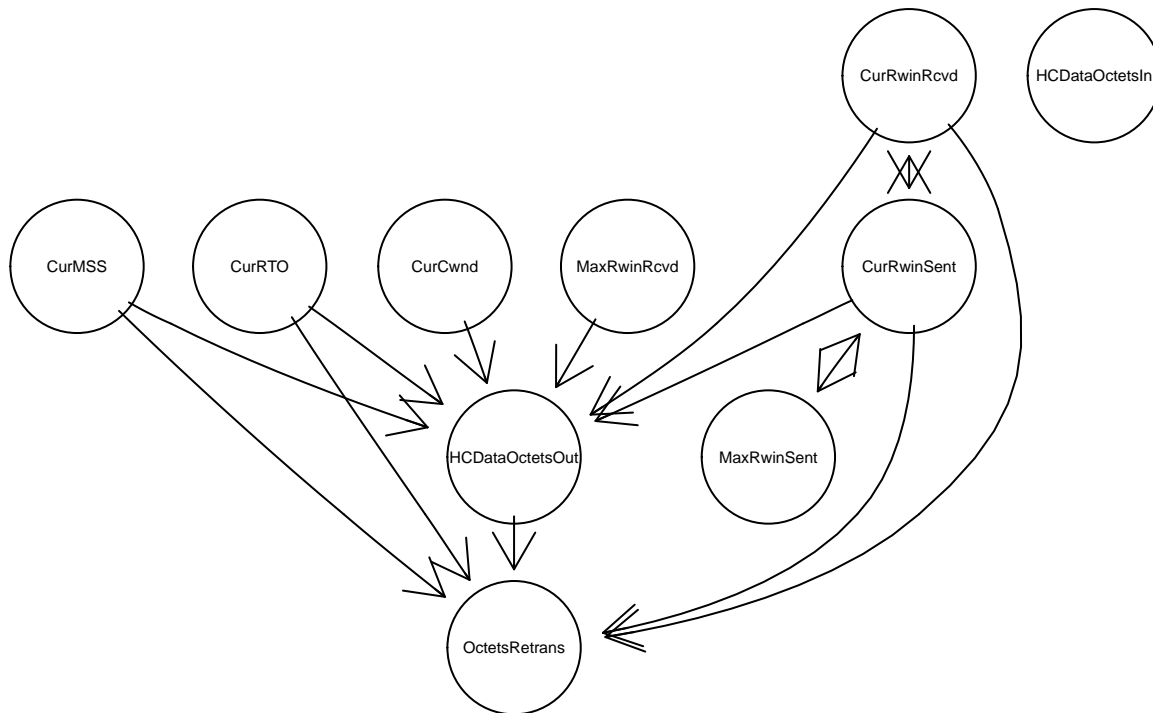 CurRwinRcvd
HCDataOctetsIn
CurMSS
CurRTO
CurCwnd
MaxRwinRcvd
CurRwinSent
HCDataOctetsOut
MaxRwinSent
OctetsRetrans